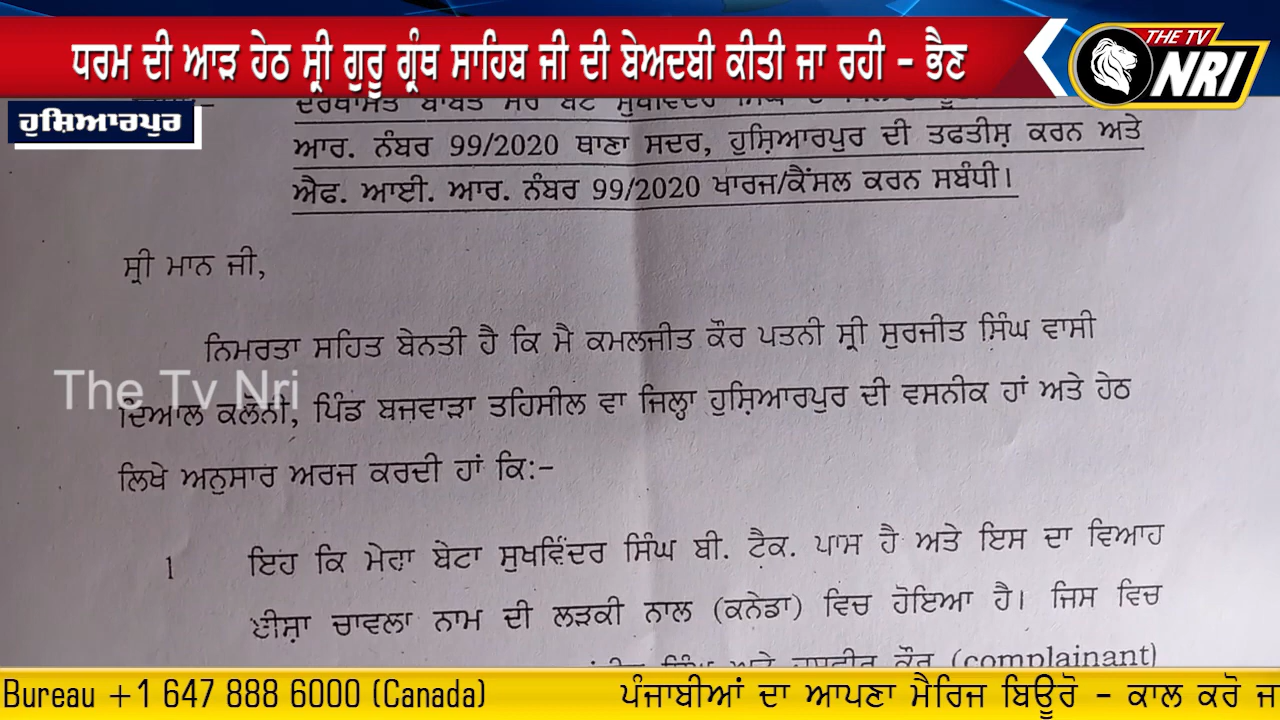 ਧਰਮ ਦੀ ਆੜ ਹੇਠ ਸ੍ਰੀ ਗੁਰੂ ਗ੍ਰੰਥ ਸਾਹਿਬ ਜੀ ਦੀ ਬੇਅਦਬੀ ਕੀਤੀ ਜਾ ਰਹੀ - ਭੈਣ
THE TV
NRI
ਹੁਸ਼ਿਆਰਪੁਰ
ਆਰ. ਨੰਬਰ 99/2020 ਥਾਣਾ ਸਦਰ, ਹੁਸ਼ਿਆਰਪੁਰ ਦੀ ਤਫਤੀਸ਼ ਕਰਨ ਅਤੇ
ਐਫ. ਆਈ. ਆਰ. ਨੰਬਰ 99/2020 ਖਾਰਜ/ਕੈਂਸਲ ਕਰਨ ਸਬੰਧੀ।
ਸ੍ਰੀ ਮਾਨ ਜੀ,
ਨਿਮਰਤਾ ਸਹਿਤ ਬੇਨਤੀ ਹੈ ਕਿ ਮੈ ਕਮਲਜੀਤ ਕੌਰ ਪਤਨੀ ਸ੍ਰੀ ਸੁਰਜੀਤ ਸਿੰਘ ਵਾਸੀ
The Tv Nri
ਦਿਆਲ ਕਲੋਨੀ, ਪਿੰਡ ਬਜਵਾੜਾ ਤਹਿਸੀਲ ਵਾ ਜਿਲ੍ਹਾ ਹੁਸ਼ਿਆਰਪੁਰ ਦੀ ਵਸਨੀਕ ਹਾਂ ਅਤੇ ਹੇਠ
ਲਿਖੇ ਅਨੁਸਾਰ ਅਰਜ ਕਰਦੀ ਹਾਂ ਕਿ:-
1 ਇਹ ਕਿ ਮੇਰਾ ਬੇਟਾ ਸੁਖਵਿੰਦਰ ਸਿੰਘ ਬੀ. ਟੈਕ. ਪਾਸ ਹੈ ਅਤੇ ਇਸ ਦਾ ਵਿਆਹ
ਈਸ਼ਾ ਚਾਵਲਾ ਨਾਮ ਦੀ ਲੜਕੀ ਨਾਲ (ਕਨੇਡਾ) ਵਿਚ ਹੋਇਆ ਹੈ। ਜਿਸ ਵਿਚ
ਸਿੰਘ ਅਤੇ ਕੌਰ (complainant)
Bureau +1 647 888 6000 (Canada) ਪੰਜਾਬੀਆਂ ਦਾ ਆਪਣਾ ਮੈਰਿਜ ਬਿਊਰੋ - ਕਾਲ ਕਰੋ ਜ